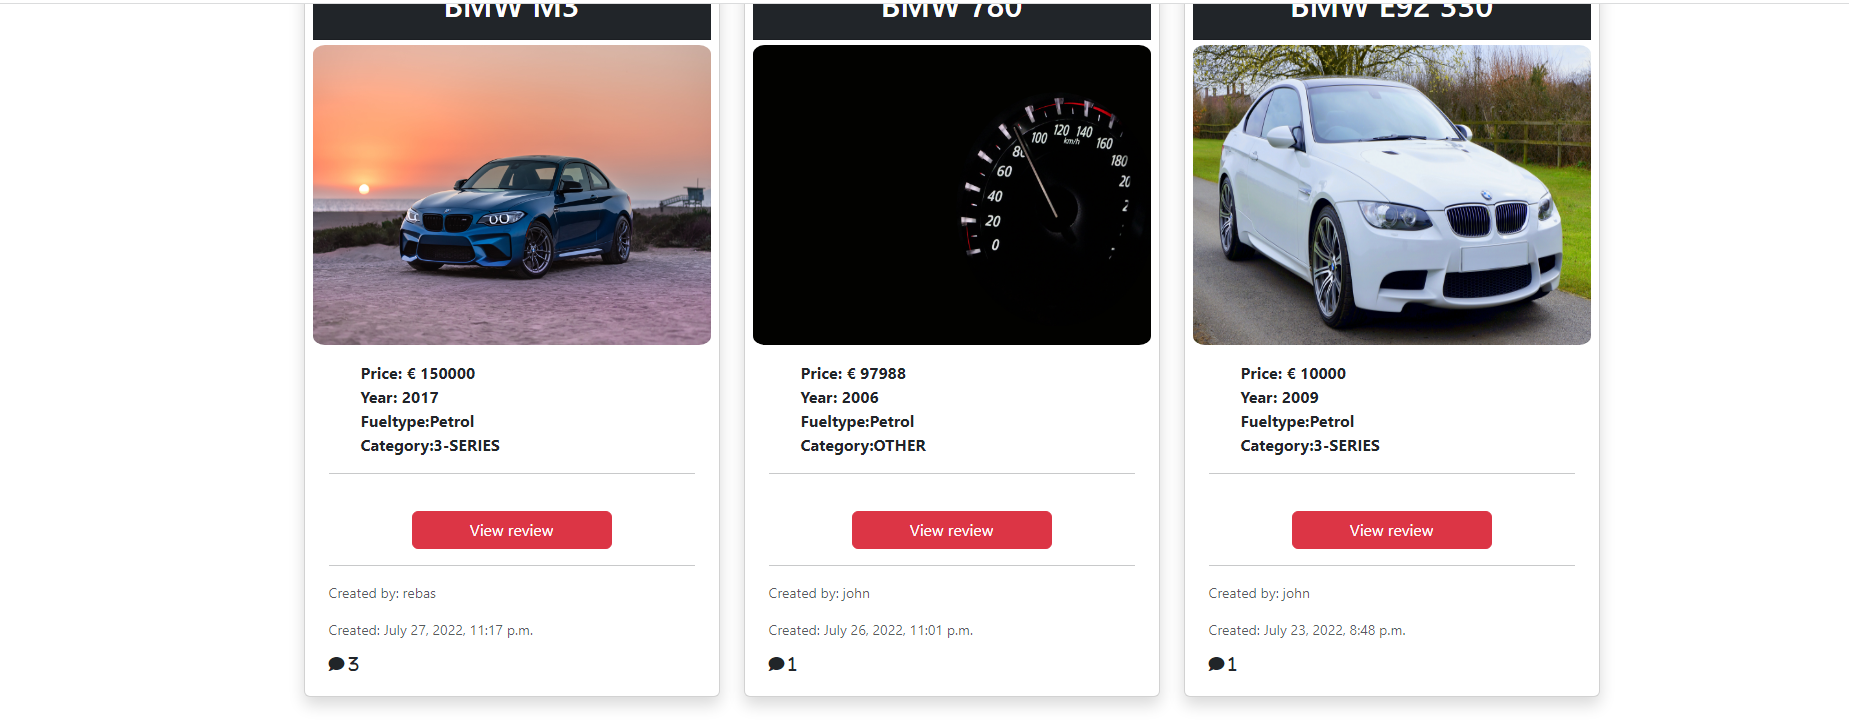 BMW M3
Price: € 150000
Year: 2017
Fueltype:Petrol
Category:3-SERIES
View review
Created by: rebas
Created: July 27, 2022, 11:17 p.m.
3
BMW 780
0
20
40
60
100
120
140
160
180
km/h
Price: € 97988
Year: 2006
Fueltype:Petrol
Category:OTHER
View review
Created by: john
Created: July 26, 2022, 11:01 p.m.
1
BMW E92 330
Price: € 10000
Year: 2009
Fueltype:Petrol
Category:3-SERIES
View review
Created by: john
Created: July 23, 2022, 8:48 p.m.
1